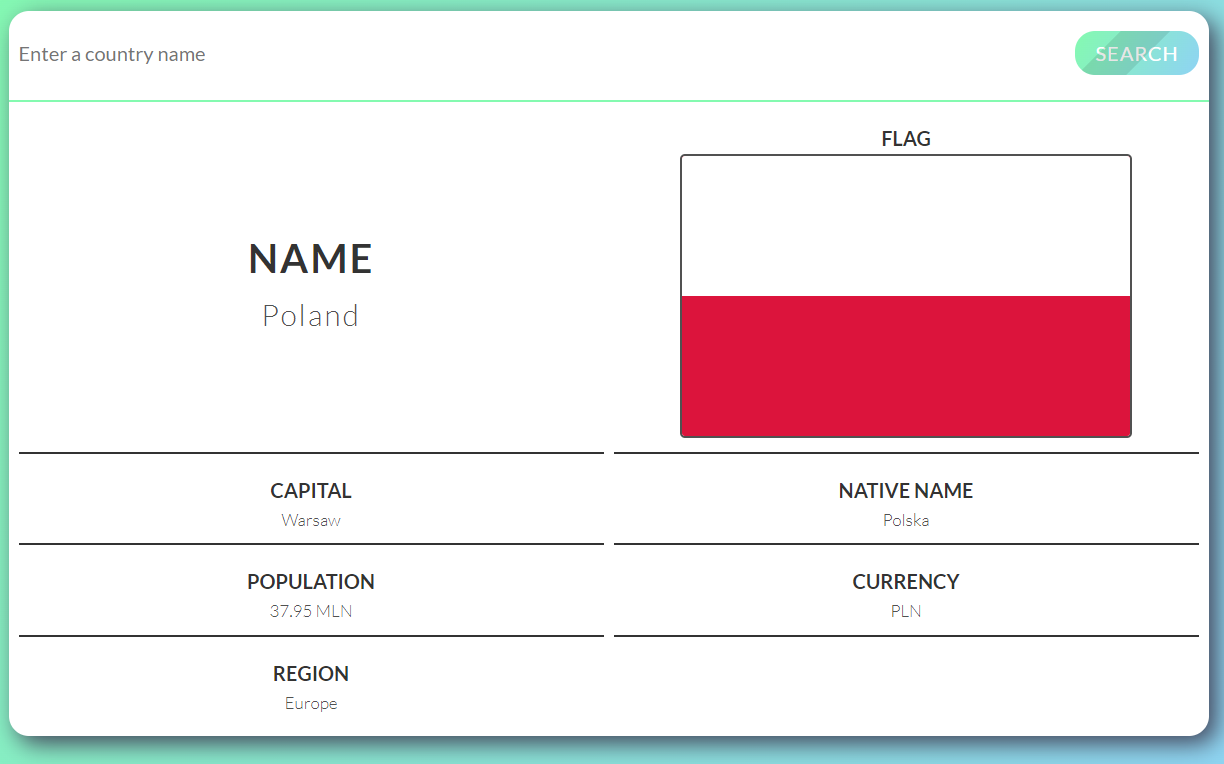 Enter a country name
SEARCH
NAME
Poland
FLAG
CAPITAL
Warsaw
NATIVE NAME
Polska
POPULATION
37.95 MLN
CURRENCY
PLN
REGION
Europe